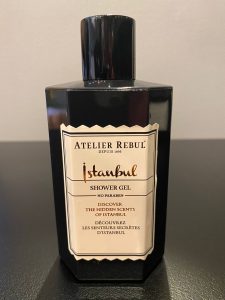 ATELIER REBUL
DEPUIS 1895
İstanbul
SHOWER GEL
NO PARABEN
DISCOVER
THE HIDDEN SCENTS
OF ISTANBUL
DÉCOUVREZ
LES SENTEURS SECRÈTES
D'ISTANBUL